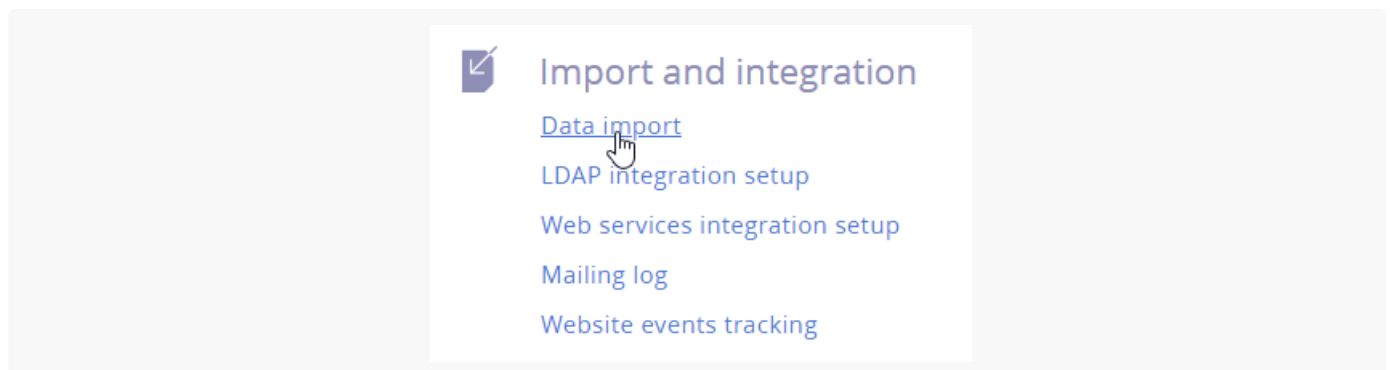 Import and integration
Data import
LDAP integration setup
Web services integration setup
Mailing log
Website events tracking